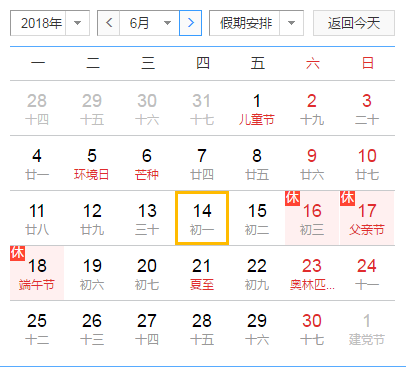 2018年 6月 假期安排 返回今天
一 二 三 四 五 六 日
28 29 30 31 1 2 3
十四 十五 十六 十七 儿童节 十九 二十
4 5 6 7 8 9 10
廿一 环境日 芒种 廿四 廿五 廿六 廿七
休 休
11 12 13 14 15 16 17
廿八 廿九 三十 初一 初二 初三 父亲节
休
18 19 20 21 22 23 24
端午节 初六 初七 夏至 初九 奥林匹... 十一
25 26 27 28 29 30 1
十二 十三 十四 十五 十六 十七 建党节